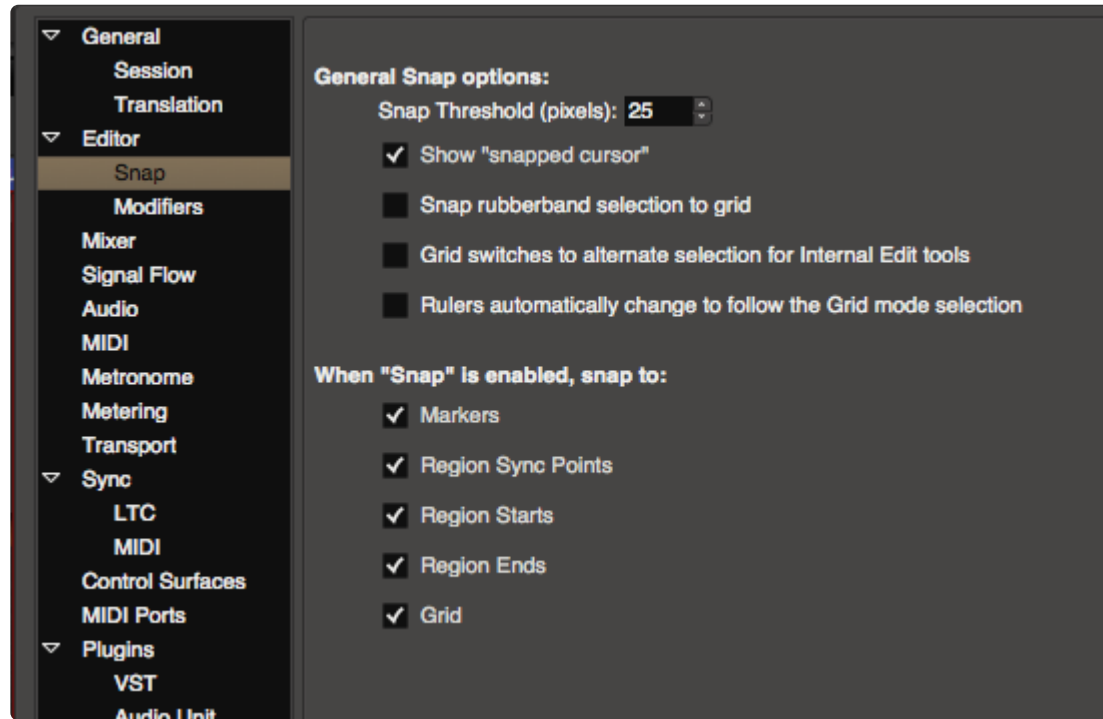 General
Session
Translation
Editor
Snap
Modifiers
Mixer
Signal Flow
Audio
MIDI
Metronome
Metering
Transport
Sync
LTC
MIDI
Control Surfaces
MIDI Ports
Plugins
VST
Audio Unit
General Snap options:
Snap Threshold (pixels): 25
Show "snapped cursor"
Snap rubberband selection to grid
Grid switches to alternate selection for Internal Edit tools
Rulers automatically change to follow the Grid mode selection
When "Snap" is enabled, snap to:
Markers
Region Sync Points
Region Starts
Region Ends
Grid